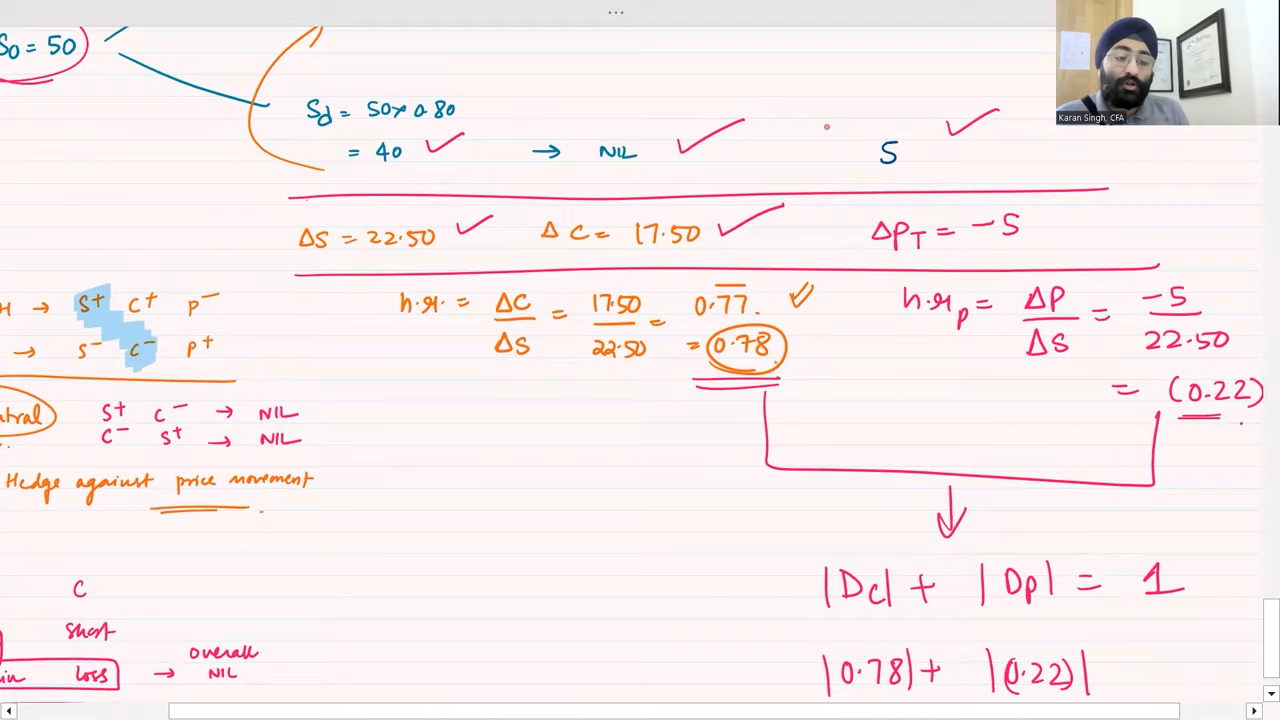 S₀ = 50
Sd = 50 × 0.80
= 40 → NIL 5
ΔS = 22.50 ΔC = 17.50 ΔPT = -5
→ S+ C+ P-
→ S- C- P+
h.r. = ΔC/ΔS = 17.50/22.50 = 0.77.
= 0.78
h.rp = ΔP/ΔS = -5/22.50
= (0.22)
S+ C- → NIL
C- S+ → NIL
Hedge against price movement
C
Short
Loss → overall NIL
|Dc| + |Dp| = 1
|0.78| + |(0.22)|
Karan Singh, CFA